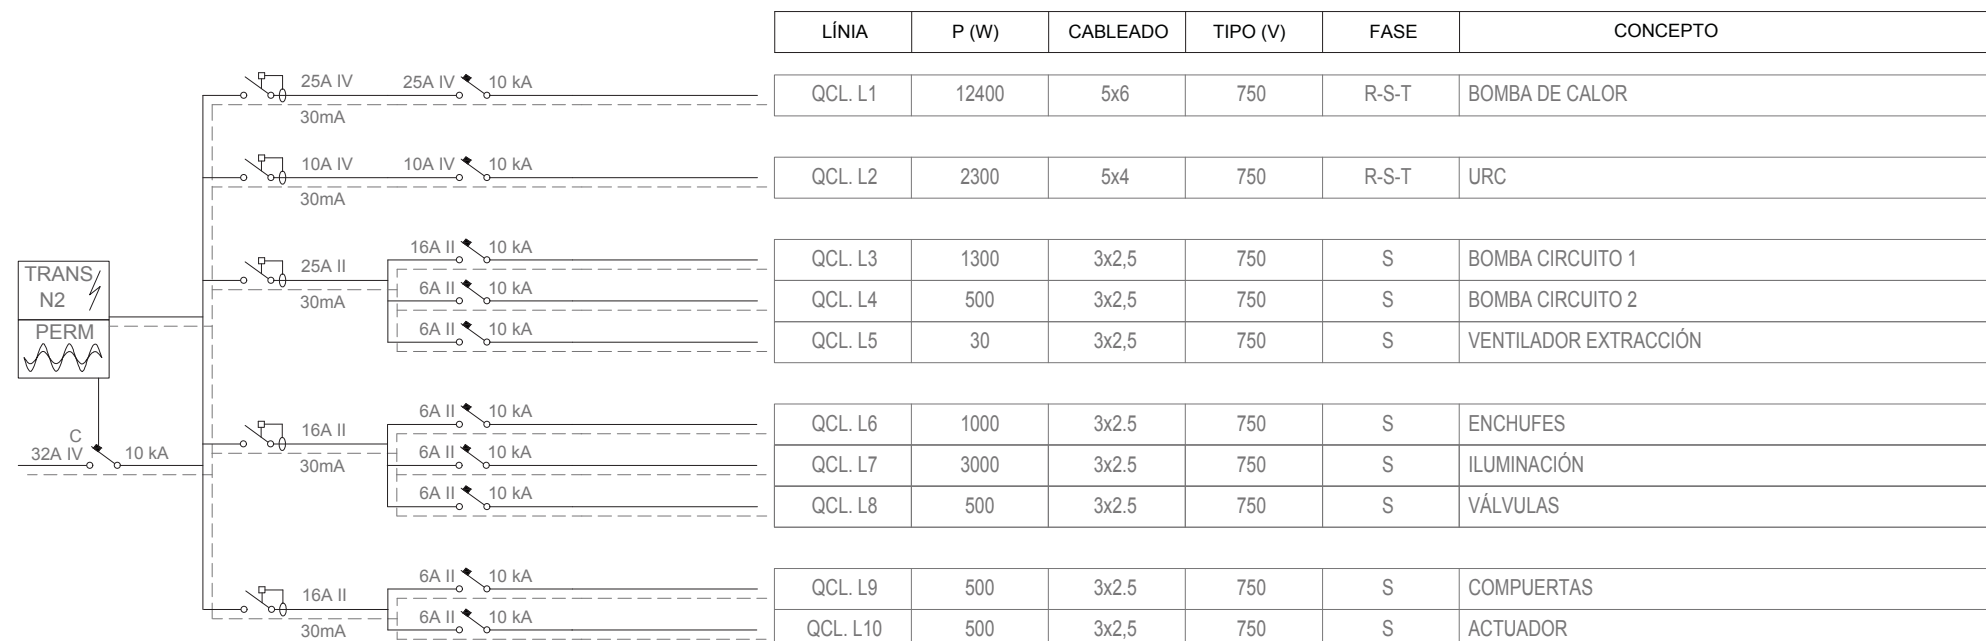 LÍNIA P (W) CABLEADO TIPO (V) FASE CONCEPTO
25A IV 25A IV 10 kA QCL. L1 12400 5x6 750 R-S-T BOMBA DE CALOR
30mA
10A IV 10A IV 10 kA QCL. L2 2300 5x4 750 R-S-T URC
30mA
16A II 10 kA QCL. L3 1300 3x2,5 750 S BOMBA CIRCUITO 1
25A II
TRANS
6A II 10 kA QCL. L4 500 3x2,5 750 S BOMBA CIRCUITO 2
N2 30mA
PERM 6A II 10 kA QCL. L5 30 3x2,5 750 S VENTILADOR EXTRACCIÓN
6A II 10 kA QCL. L6 1000 3x2.5 750 S ENCHUFES
16A II
C
32A IV 10 kA 6A II 10 kA QCL. L7 3000 3x2.5 750 S ILUMINACIÓN
30mA
6A II 10 kA QCL. L8 500 3x2.5 750 S VÁLVULAS
6A II 10 kA QCL. L9 500 3x2.5 750 S COMPUERTAS
16A II
6A II 10 kA QCL. L10 500 3x2,5 750 S ACTUADOR
30mA